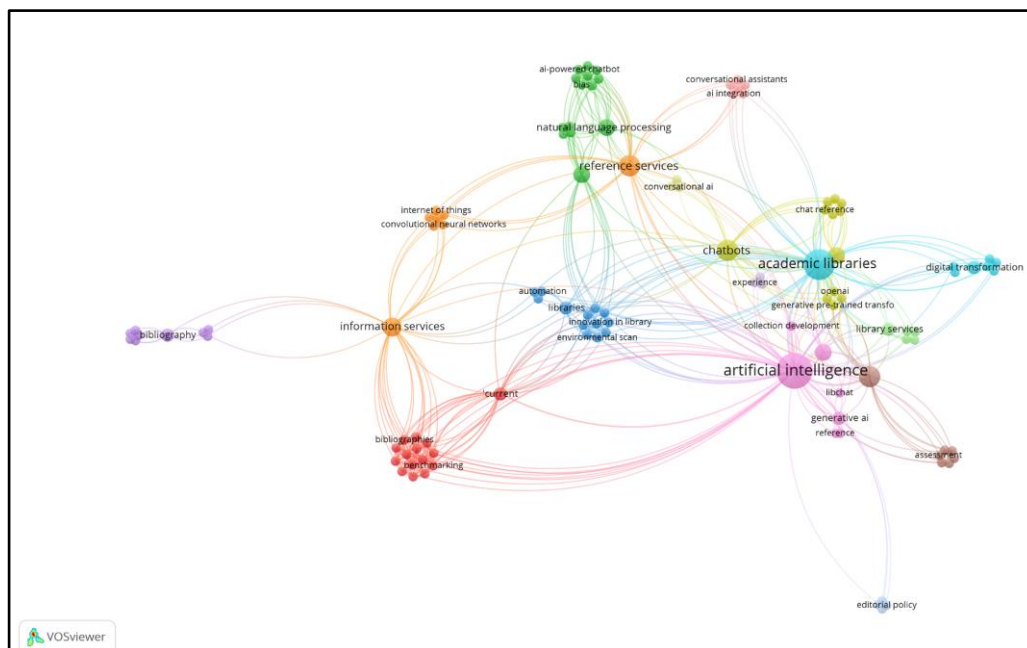 ai-powered chatbot
bias
conversational assistants
ai integration
natural language processing
reference services
conversational ai
internet of things
convolutional neural networks
chat reference
chatbots
academic libraries
digital transformation
experience
openai
automation
libraries
generative pre-trained transfo
innovation in library
collection development
library services
environmental scan
information services
bibliography
artificial intelligence
'current
libchat
generative ai
reference
bibliographies
benchmarking
assessment
editorial policy
VOSviewer